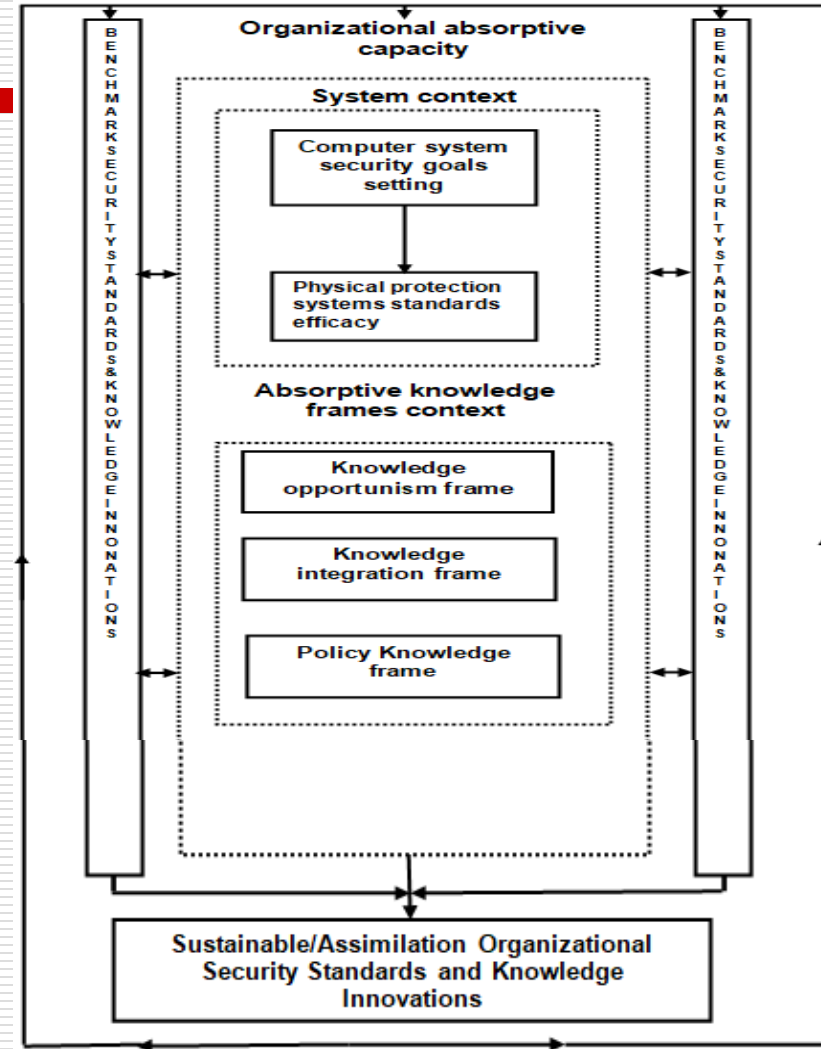 BENCHMARKSECURITYSTANDARDS&KNOWLEDGEINNONATIONS
Organizational absorptive
capacity
System context
Computer system
security goals
setting
Physical protection
systems standards
efficacy
Absorptive knowledge
frames context
Knowledge
opportunism frame
Knowledge
integration frame
Policy Knowledge
frame
BENCHMARKSECURITYSTANDARDS&KNOWLEDGEINNONATIONS
Sustainable/Assimilation Organizational
Security Standards and Knowledge
Innovations